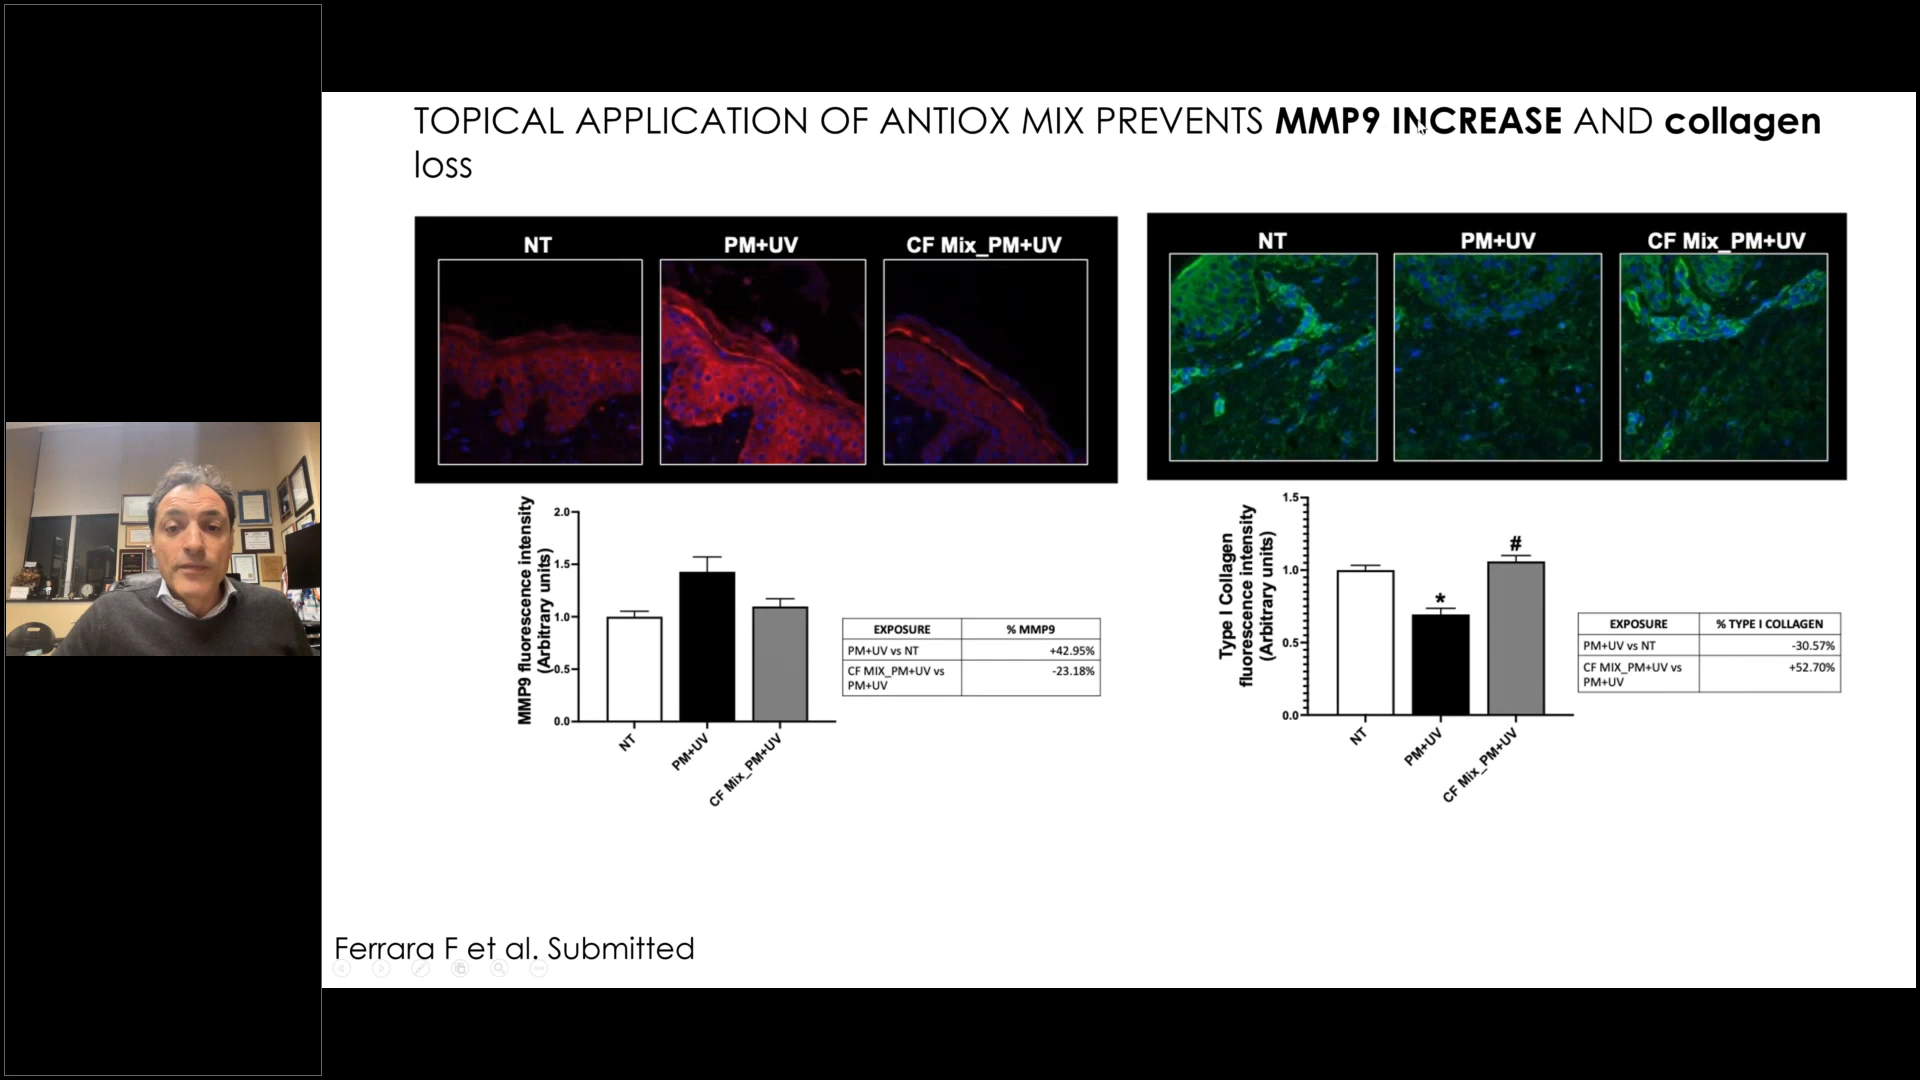 TOPICAL APPLICATION OF ANTIOX MIX PREVENTS MMP9 INCREASE AND collagen
loss
NT
PM+UV
CF Mix_PM+UV
MMP9 fluorescence intensity
(Arbitrary units)
2.0
1.5
1.0
0.5
0.0
NT
PM+UV
CF Mix_PM+UV
EXPOSURE % MMP9
PM+UV vs NT +42.95%
CF MIX_PM+UV vs -23.18%
PM+UV
NT
PM+UV
CF Mix_PM+UV
Type I Collagen
fluorescence intensity
(Arbitrary units)
1.5
1.0
0.5
0.0
*
#
NT
PM+UV
CF Mix_PM+UV
EXPOSURE % TYPE I COLLAGEN
PM+UV vs NT -30.57%
CF MIX_PM+UV vs +52.70%
PM+UV
Ferrara F et al. Submitted